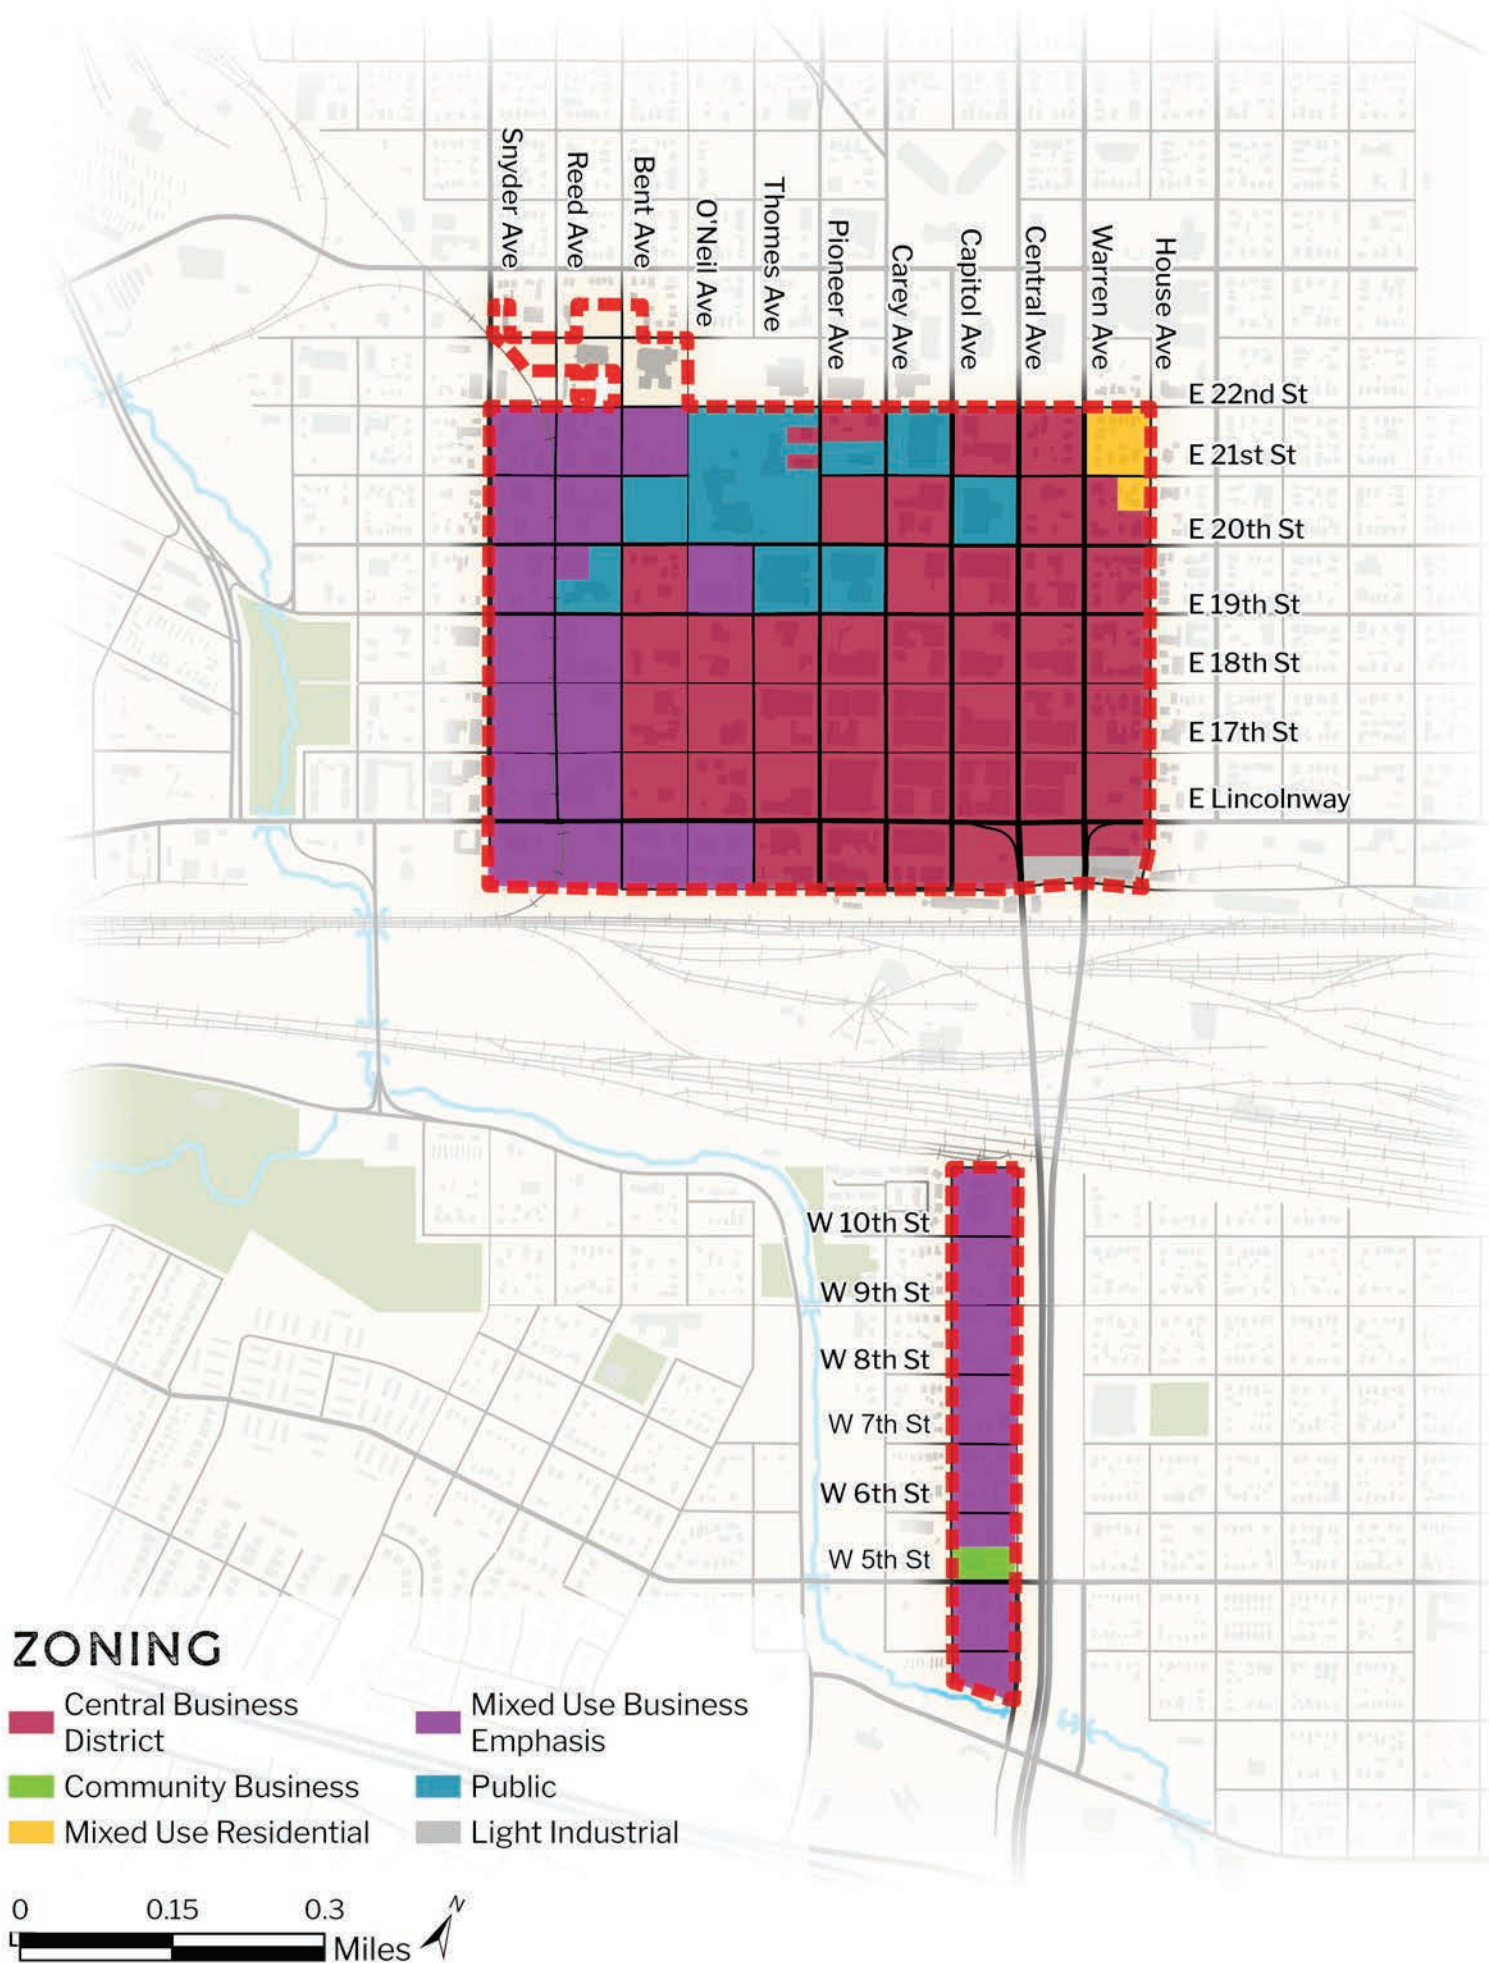 Snyder Ave
Reed Ave
Bent Ave
O'Neil Ave
Thomes Ave
Pioneer Ave
Carey Ave
Capitol Ave
Central Ave
Warren Ave
House Ave
E 22nd St
E 21st St
E 20th St
E 19th St
E 18th St
E 17th St
E Lincolnway
W 10th St
W 9th St
W 8th St
W 7th St
W 6th St
W 5th St
ZONING
Central Business
District
Community Business
Mixed Use Residential
Mixed Use Business
Emphasis
Public
Light Industrial
0 0.15 0.3
Miles
N